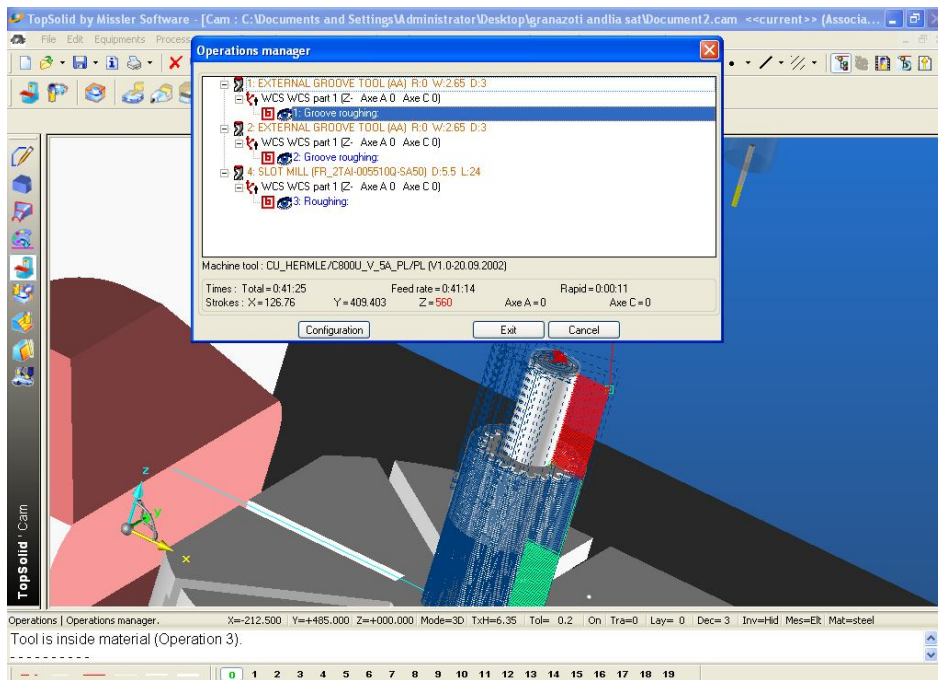 TopSolid by Missler Software - [Cam : C:\Documents and Settings\Administrator\Desktop\granazoti andlia sat\Document2.cam <<current>> (Associa...
File Edit Equipments Process
Operations manager
1: EXTERNAL GROOVE TOOL (AA) R:0 W:2.65 D:3
WCS WCS part 1 (Z- Axe A 0 Axe C 0)
1: Groove roughing:
2: EXTERNAL GROOVE TOOL (AA) R:0 W:2.65 D:3
WCS WCS part 1 (Z- Axe A 0 Axe C 0)
2: Groove roughing:
4: SLOT MILL (FR_2TAI-005510Q-SA50) D:5.5 L:24
WCS WCS part 1 (Z- Axe A 0 Axe C 0)
3: Roughing:
Machine tool : CU_HERMLE/C800U_V_5A_PL/PL (V1.0-20.09.2002)
Times : Total = 0:41:25 Feed rate = 0:41:14 Rapid = 0:00:11
Strokes : X = 126.76 Y = 409.403 Z = 560 Axe A = 0 Axe C = 0
Configuration Exit Cancel
z
y
x
TopSolid'Cam
Operations | Operations manager. X=-212.500 Y=+485.000 Z=+000.000 Mode=3D TxH=6.35 Tol= 0.2 On Tra=0 Lay= 0 Dec= 3 Inv=Hid Mes=Elt Mat=steel
Tool is inside material (Operation 3).
----------
0 1 2 3 4 5 6 7 8 9 10 11 12 13 14 15 16 17 18 19